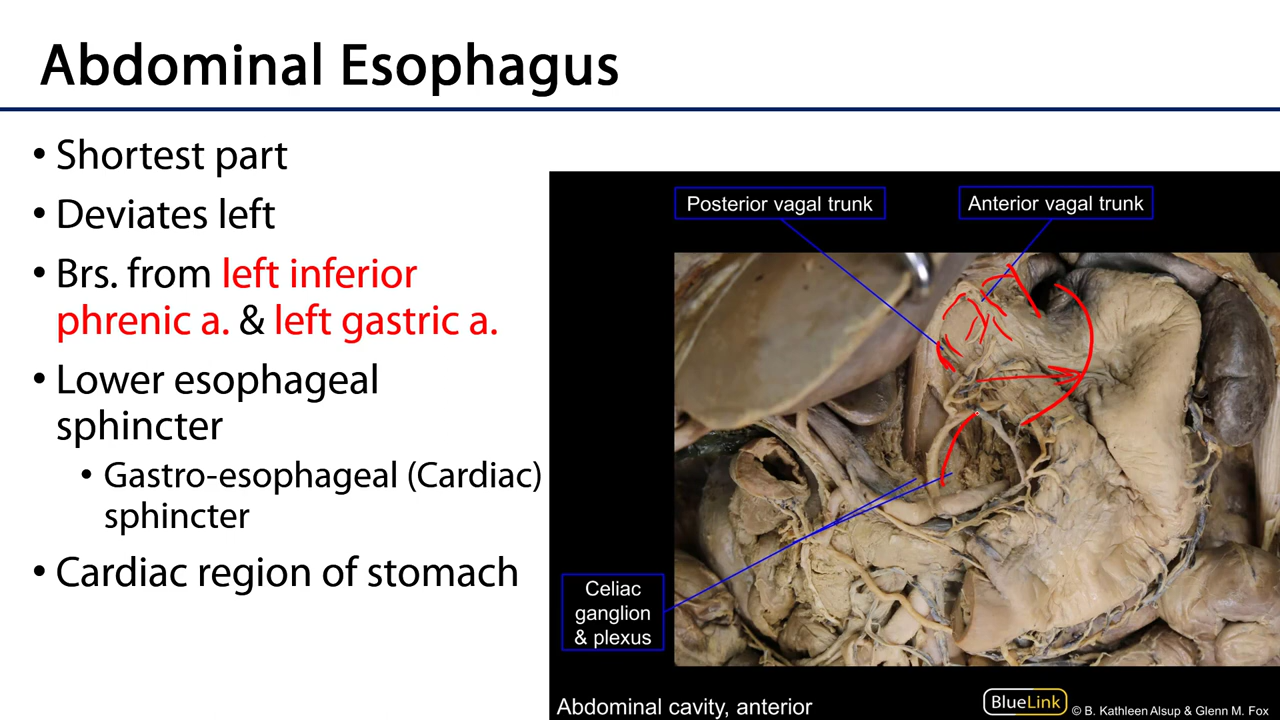 Abdominal Esophagus
• Shortest part
• Deviates left
• Brs. from left inferior
phrenic a. & left gastric a.
• Lower esophageal
sphincter
• Gastro-esophageal (Cardiac)
sphincter
• Cardiac region of stomach
Posterior vagal trunk
Anterior vagal trunk
Celiac
ganglion
& plexus
Abdominal cavity, anterior
BlueLink
© B. Kathleen Alsup & Glenn M. Fox